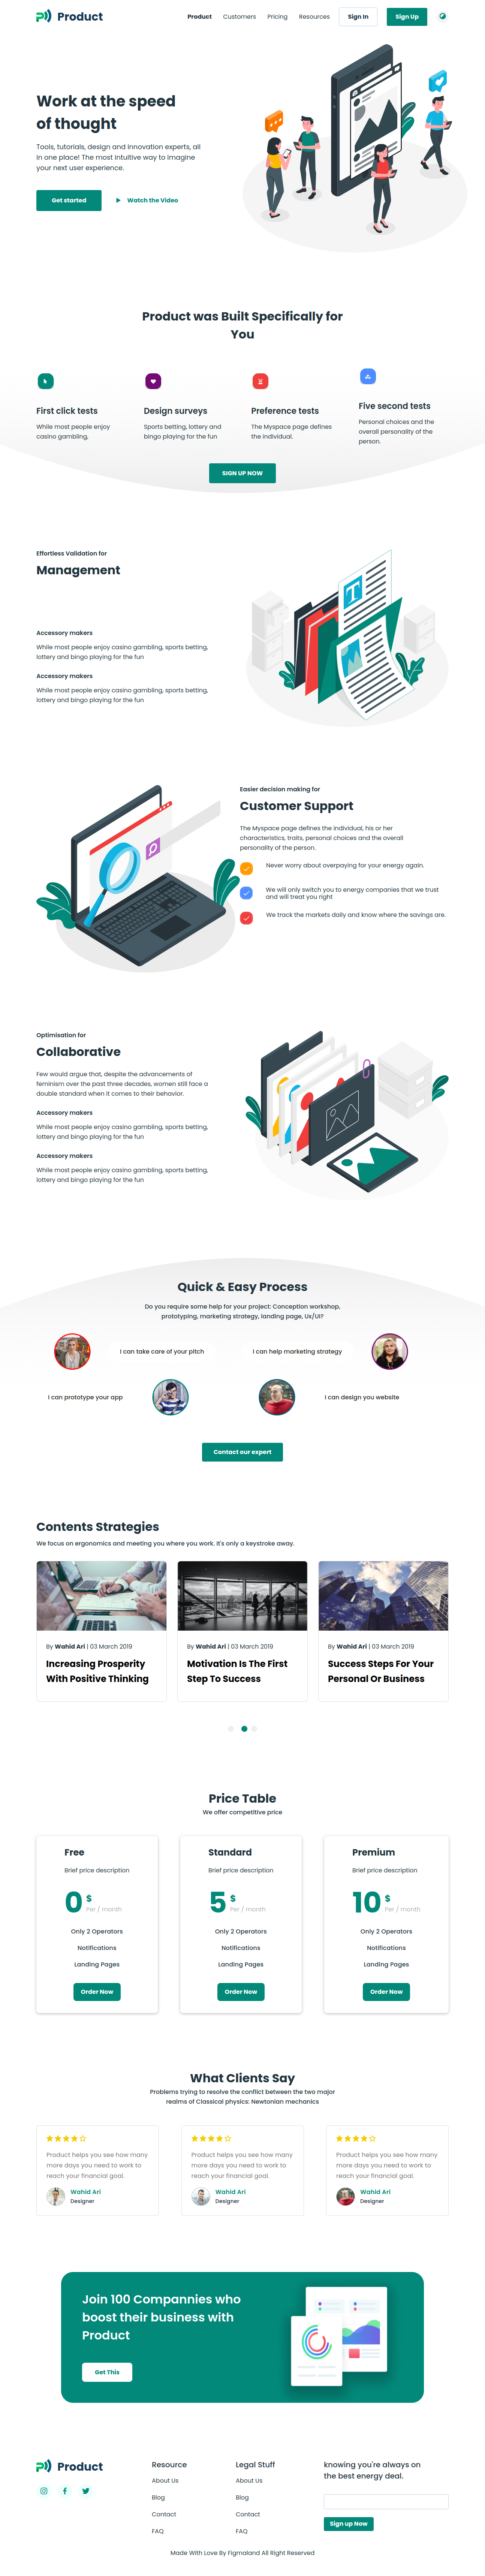 Product
Product
Customers
Pricing
Resources
Sign In
Sign Up
Work at the speed
of thought
Tools, tutorials, design and innovation experts, all
in one place! The most intuitive way to imagine
your next user experience.
Get started
Watch the Video
Product was Built Specifically for
You
First click tests
While most people enjoy
casino gambling,
Design surveys
Sports betting, lottery and
bingo playing for the fun
Preference tests
The Myspace page defines
the individual.
Five second tests
Personal choices and the
overall personality of the
person.
SIGN UP NOW
Effortless Validation for
Management
Accessory makers
While most people enjoy casino gambling, sports betting,
lottery and bingo playing for the fun
Accessory makers
While most people enjoy casino gambling, sports betting,
lottery and bingo playing for the fun
T
Easier decision making for
Customer Support
The Myspace page defines the individual, his or her
characteristics, traits, personal choices and the overall
personality of the person.
Never worry about overpaying for your energy again.
We will only switch you to energy companies that we trust
and will treat you right
We track the markets daily and know where the savings are.
Optimisation for
Collaborative
Few would argue that, despite the advancements of
feminism over the past three decades, women still face a
double standard when it comes to their behavior.
Accessory makers
While most people enjoy casino gambling, sports betting,
lottery and bingo playing for the fun
Accessory makers
While most people enjoy casino gambling, sports betting,
lottery and bingo playing for the fun
Quick & Easy Process
Do you require some help for your project: Conception workshop,
prototyping, marketing strategy, landing page, Ux/UI?
I can take care of your pitch
I can help marketing strategy
I can prototype your app
I can design you website
Contact our expert
Contents Strategies
We focus on ergonomics and meeting you where you work. It's only a keystroke away.
By Wahid Ari | 03 March 2019
Increasing Prosperity
With Positive Thinking
By Wahid Ari | 03 March 2019
Motivation Is The First
Step To Success
By Wahid Ari | 03 March 2019
Success Steps For Your
Personal Or Business
Price Table
We offer competitive price
Free
Brief price description
0 $
Per / month
Only 2 Operators
Notifications
Landing Pages
Order Now
Standard
Brief price description
5 $
Per / month
Only 2 Operators
Notifications
Landing Pages
Order Now
Premium
Brief price description
10 $
Per / month
Only 2 Operators
Notifications
Landing Pages
Order Now
What Clients Say
Problems trying to resolve the conflict between the two major
realms of Classical physics: Newtonian mechanics
Product helps you see how many
more days you need to work to
reach your financial goal.
Wahid Ari
Designer
Product helps you see how many
more days you need to work to
reach your financial goal.
Wahid Ari
Designer
Product helps you see how many
more days you need to work to
reach your financial goal.
Wahid Ari
Designer
Join 100 Compannies who
boost their business with
Product
Get This
Product
Resource
About Us
Blog
Contact
FAQ
Legal Stuff
About Us
Blog
Contact
FAQ
knowing you're always on
the best energy deal.
Sign up Now
Made With Love By Figmaland All Right Reserved